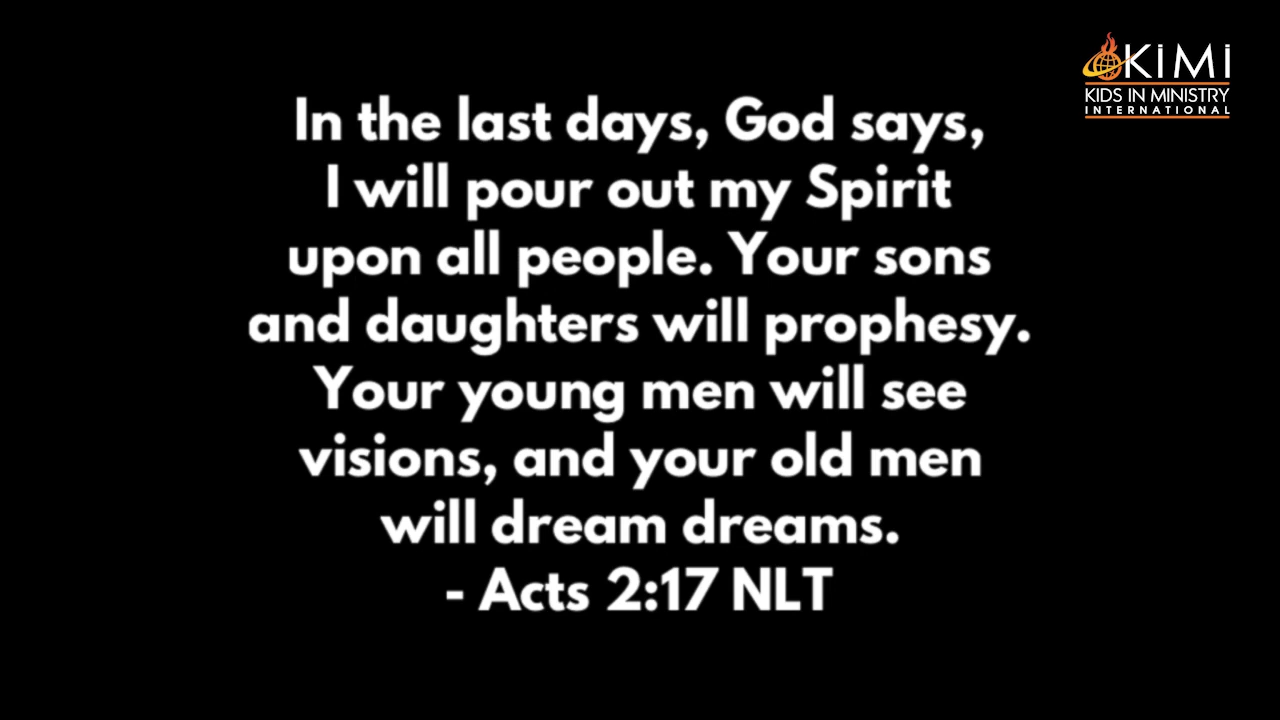 KiMi
KIDS IN MINISTRY
INTERNATIONAL
In the last days, God says,
I will pour out my Spirit
upon all people. Your sons
and daughters will prophesy.
Your young men will see
visions, and your old men
will dream dreams.
- Acts 2:17 NLT